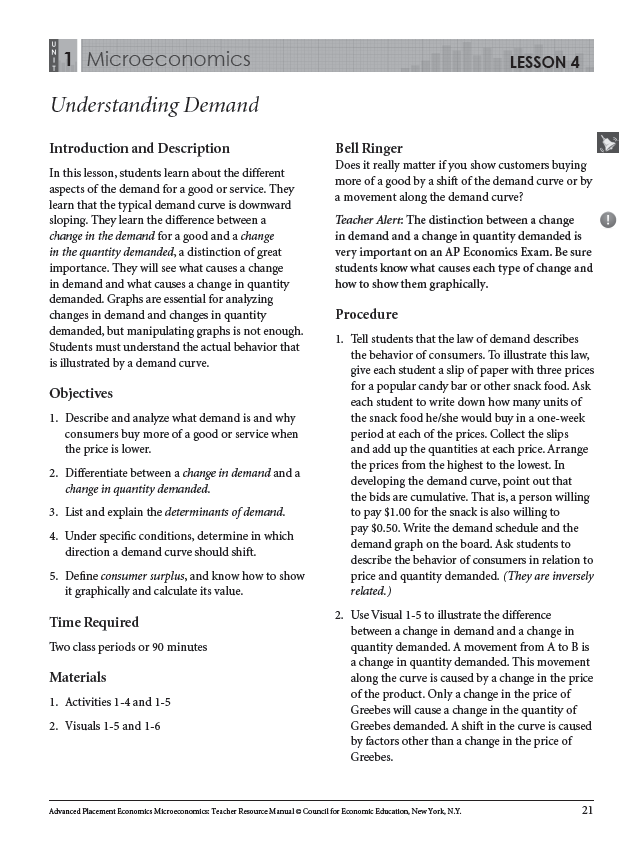 UNIT
1 Microeconomics
LESSON 4
Understanding Demand
Introduction and Description
In this lesson, students learn about the different
aspects of the demand for a good or service. They
learn that the typical demand curve is downward
sloping. They learn the difference between a
change in the demand for a good and a change
in the quantity demanded, a distinction of great
importance. They will see what causes a change
in demand and what causes a change in quantity
demanded. Graphs are essential for analyzing
changes in demand and changes in quantity
demanded, but manipulating graphs is not enough.
Students must understand the actual behavior that
is illustrated by a demand curve.
Objectives
1. Describe and analyze what demand is and why
consumers buy more of a good or service when
the price is lower.
2. Differentiate between a change in demand and a
change in quantity demanded.
3. List and explain the determinants of demand.
4. Under specific conditions, determine in which
direction a demand curve should shift.
5. Define consumer surplus, and know how to show
it graphically and calculate its value.
Time Required
Two class periods or 90 minutes
Materials
1. Activities 1-4 and 1-5
2. Visuals 1-5 and 1-6
Bell Ringer
Does it really matter if you show customers buying
more of a good by a shift of the demand curve or by
a movement along the demand curve?
Teacher Alert: The distinction between a change
in demand and a change in quantity demanded is
very important on an AP Economics Exam. Be sure
students know what causes each type of change and
how to show them graphically.
Procedure
1. Tell students that the law of demand describes
the behavior of consumers. To illustrate this law,
give each student a slip of paper with three prices
for a popular candy bar or other snack food. Ask
each student to write down how many units of
the snack food he/she would buy in a one-week
period at each of the prices. Collect the slips
and add up the quantities at each price. Arrange
the prices from the highest to the lowest. In
developing the demand curve, point out that
the bids are cumulative. That is, a person willing
to pay $1.00 for the snack is also willing to
pay $0.50. Write the demand schedule and the
demand graph on the board. Ask students to
describe the behavior of consumers in relation to
price and quantity demanded. (They are inversely
related.)
2. Use Visual 1-5 to illustrate the difference
between a change in demand and a change in
quantity demanded. A movement from A to B is
a change in quantity demanded. This movement
along the curve is caused by a change in the price
of the product. Only a change in the price of
Greebes will cause a change in the quantity of
Greebes demanded. A shift in the curve is caused
by factors other than a change in the price of
Greebes.
Advanced Placement Economics Microeconomics: Teacher Resource Manual © Council for Economic Education, New York, N.Y.
21